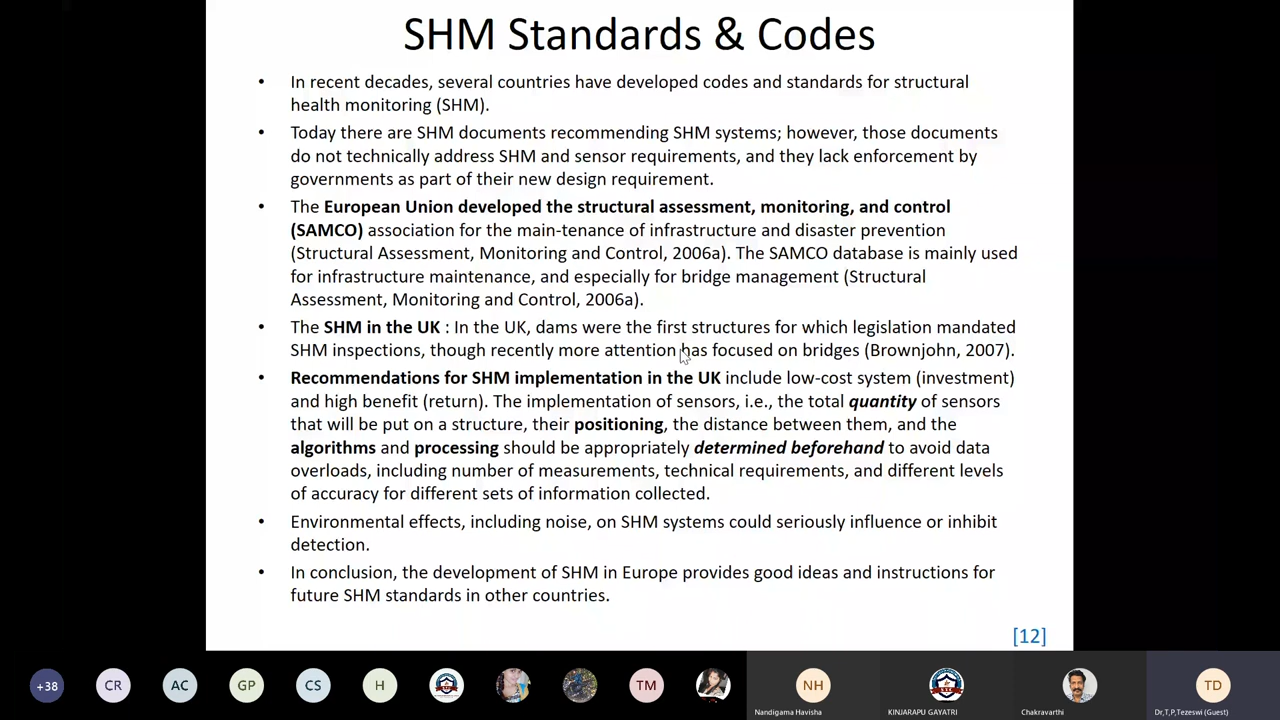 SHM Standards & Codes
• In recent decades, several countries have developed codes and standards for structural
health monitoring (SHM).
• Today there are SHM documents recommending SHM systems; however, those documents
do not technically address SHM and sensor requirements, and they lack enforcement by
governments as part of their new design requirement.
• The European Union developed the structural assessment, monitoring, and control
(SAMCO) association for the main-tenance of infrastructure and disaster prevention
(Structural Assessment, Monitoring and Control, 2006a). The SAMCO database is mainly used
for infrastructure maintenance, and especially for bridge management (Structural
Assessment, Monitoring and Control, 2006a).
• The SHM in the UK : In the UK, dams were the first structures for which legislation mandated
SHM inspections, though recently more attention has focused on bridges (Brownjohn, 2007).
• Recommendations for SHM implementation in the UK include low-cost system (investment)
and high benefit (return). The implementation of sensors, i.e., the total quantity of sensors
that will be put on a structure, their positioning, the distance between them, and the
algorithms and processing should be appropriately determined beforehand to avoid data
overloads, including number of measurements, technical requirements, and different levels
of accuracy for different sets of information collected.
• Environmental effects, including noise, on SHM systems could seriously influence or inhibit
detection.
• In conclusion, the development of SHM in Europe provides good ideas and instructions for
future SHM standards in other countries.
[12]
+38 CR AC GP CS H TM NH TD
Nandigama Havisha KINJARAPU GAYATRI Chakravarthi Dr,T,P,Tezeswi (Guest)